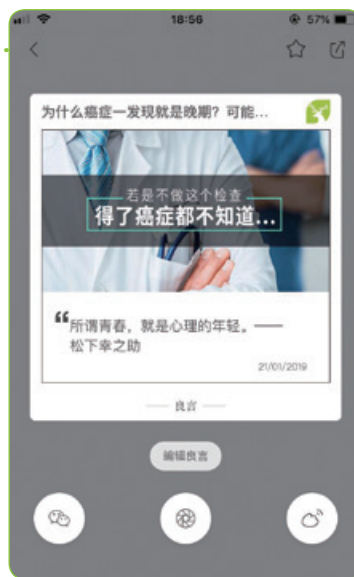 18:56
57%
为什么癌症一发现就是晚期？可能...
若是不做这个检查
得了癌症都不知道...
“所谓青春，就是心理的年轻。——
松下幸之助
21/01/2019
良言
编辑良言